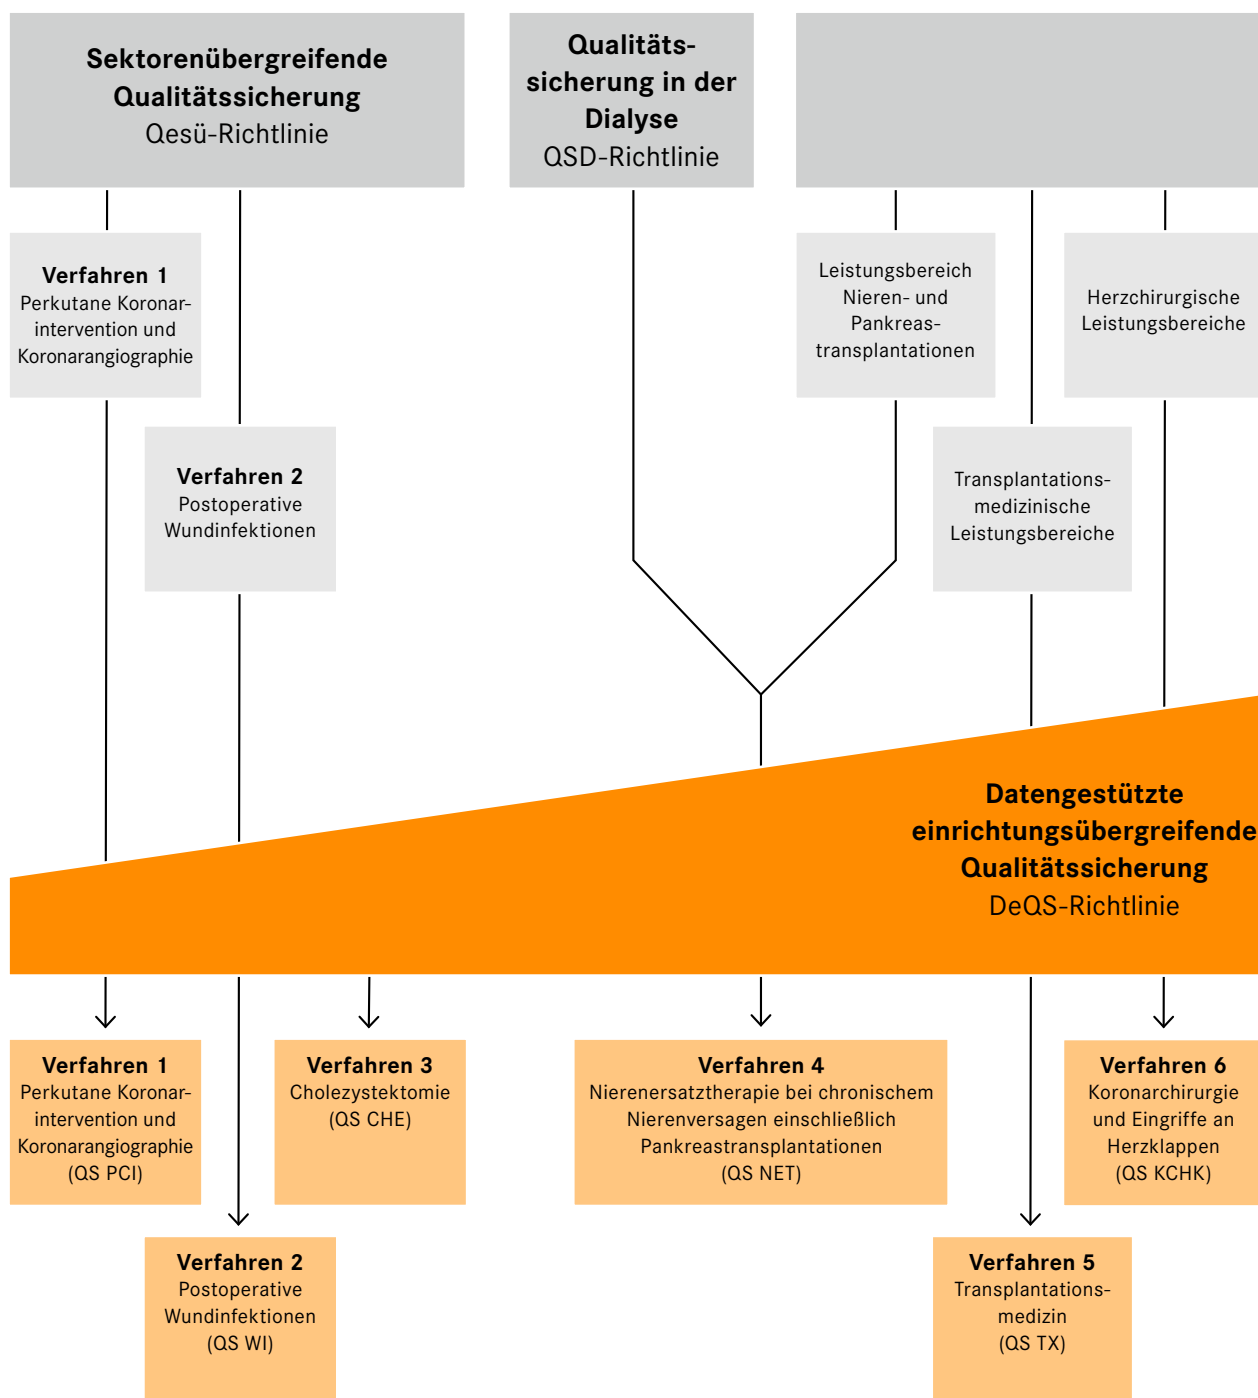 Sektorenübergreifende
Qualitätssicherung
Qesü-Richtlinie
Qualitäts-
sicherung in der
Dialyse
QSD-Richtlinie
Verfahren 1
Perkutane Koronar-
intervention und
Koronarangiographie
Leistungsbereich
Nieren- und
Pankreas-
transplantationen
Herzchirurgische
Leistungsbereiche
Verfahren 2
Postoperative
Wundinfektionen
Transplantations-
medizinische
Leistungsbereiche
Datengestützte
einrichtungsübergreifende
Qualitätssicherung
DeQS-Richtlinie
Verfahren 1
Perkutane Koronar-
intervention und
Koronarangiographie
(QS PCI)
Verfahren 3
Cholezystektomie
(QS CHE)
Verfahren 4
Nierenersatztherapie bei chronischem
Nierenversagen einschließlich
Pankreastransplantationen
(QS NET)
Verfahren 6
Koronarchirurgie
und Eingriffe an
Herzklappen
(QS KCHK)
Verfahren 2
Postoperative
Wundinfektionen
(QS WI)
Verfahren 5
Transplantations-
medizin
(QS TX)